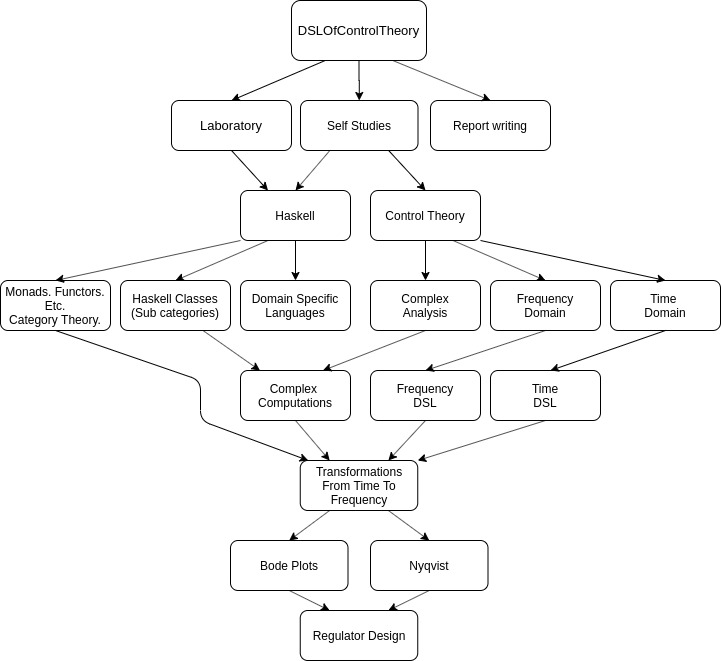 DSLOfControlTheory
Laboratory
Self Studies
Report writing
Haskell
Control Theory
Monads. Functors.
Etc.
Category Theory.
Haskell Classes
(Sub categories)
Domain Specific
Languages
Complex
Analysis
Frequency
Domain
Time
Domain
Complex
Computations
Frequency
DSL
Time
DSL
Transformations
From Time To
Frequency
Bode Plots
Nyqvist
Regulator Design